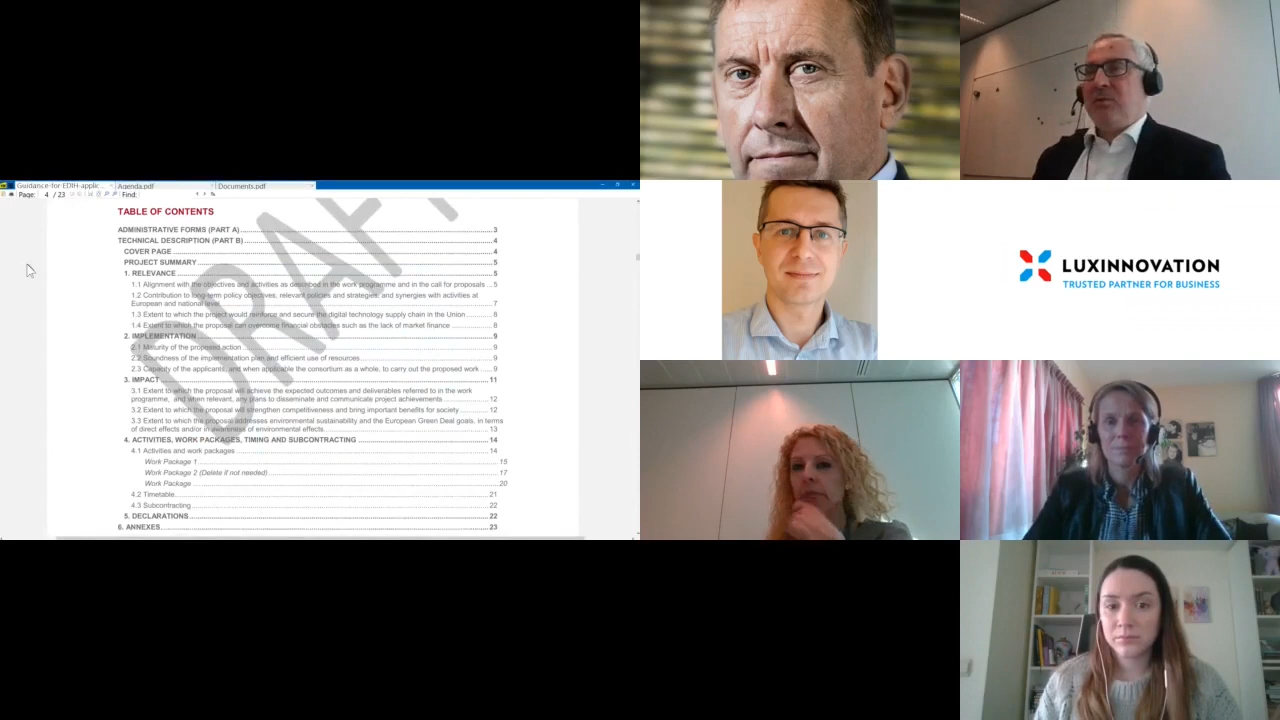 Guidance-for-EDIH-applic...
Agenda.pdf
Documents.pdf
Page: 4 / 23 Find:
DRAFT
TABLE OF CONTENTS
ADMINISTRATIVE FORMS (PART A) 3
TECHNICAL DESCRIPTION (PART B) 4
COVER PAGE 4
PROJECT SUMMARY 5
1. RELEVANCE 5
1.1 Alignment with the objectives and activities as described in the work programme and in the call for proposals 5
1.2 Contribution to long-term policy objectives, relevant policies and strategies, and synergies with activities at
European and national level 7
1.3 Extent to which the project would reinforce and secure the digital technology supply chain in the Union 8
1.4 Extent to which the proposal can overcome financial obstacles such as the lack of market finance 8
2. IMPLEMENTATION 9
2.1 Maturity of the proposed action 9
2.2 Soundness of the implementation plan and efficient use of resources 9
2.3 Capacity of the applicants, and when applicable the consortium as a whole, to carry out the proposed work 9
3. IMPACT 11
3.1 Extent to which the proposal will achieve the expected outcomes and deliverables referred to in the work
programme, and when relevant, any plans to disseminate and communicate project achievements 12
3.2 Extent to which the proposal will strengthen competitiveness and bring important benefits for society 12
3.3 Extent to which the proposal addresses environmental sustainability and the European Green Deal goals, in terms
of direct effects and/or in awareness of environmental effects 13
4. ACTIVITIES, WORK PACKAGES, TIMING AND SUBCONTRACTING 14
4.1 Activities and work packages 14
Work Package 1 15
Work Package 2 (Delete if not needed) 17
Work Package 20
4.2 Timetable 21
4.3 Subcontracting 22
5. DECLARATIONS 22
6. ANNEXES 23
LUXINNOVATION
TRUSTED PARTNER FOR BUSINESS